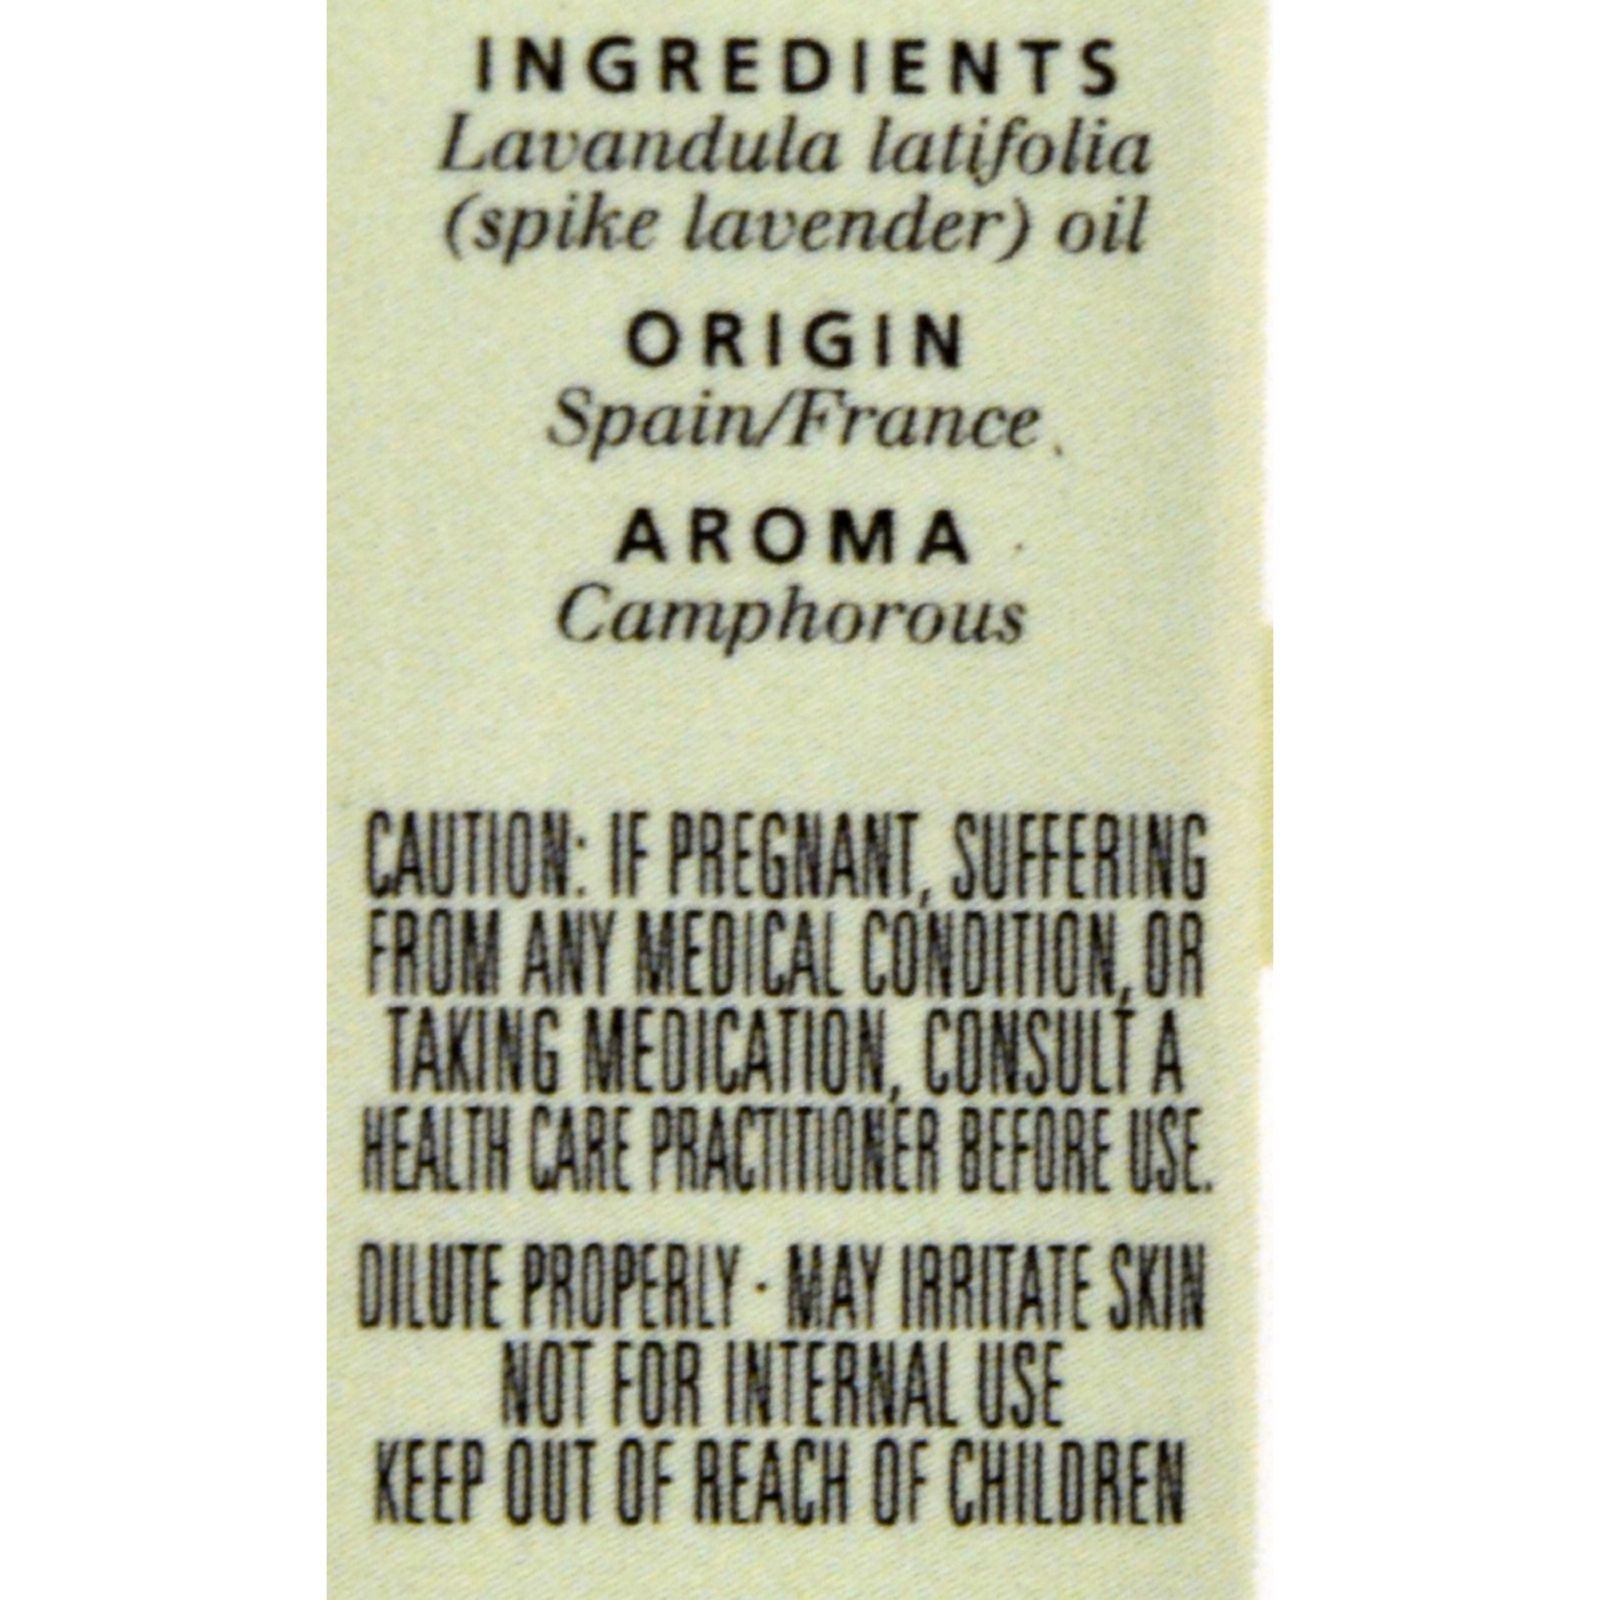 INGREDIENTS
Lavandula latifolia
(spike lavender) oil
ORIGIN
Spain/France
AROMA
Camphorous
CAUTION: IF PREGNANT, SUFFERING
FROM ANY MEDICAL CONDITION, OR
TAKING MEDICATION, CONSULT A
HEALTH CARE PRACTITIONER BEFORE USE.
DILUTE PROPERLY · MAY IRRITATE SKIN
NOT FOR INTERNAL USE
KEEP OUT OF REACH OF CHILDREN